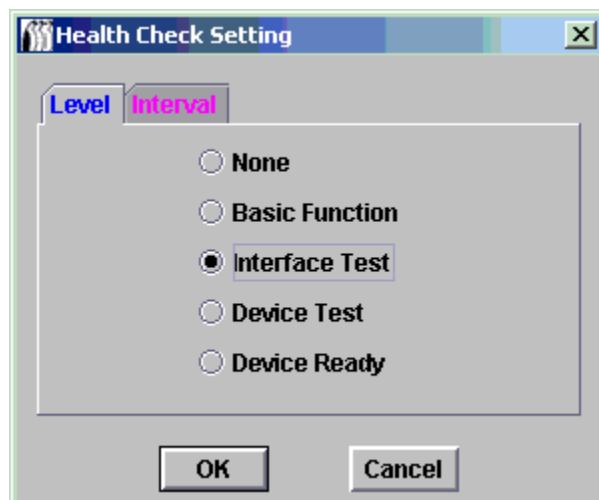 Health Check Setting
Level Interval
None
Basic Function
Interface Test
Device Test
Device Ready
OK Cancel